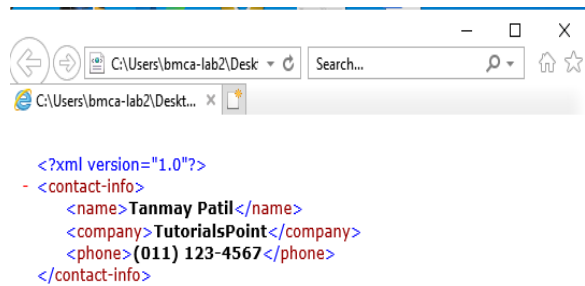 C:\Users\bmca-lab2\Desk
Search...
C:\Users\bmca-lab2\Deskt...
<?xml version="1.0"?>
- <contact-info>
<name>Tanmay Patil</name>
<company>TutorialsPoint</company>
<phone>(011) 123-4567</phone>
</contact-info>